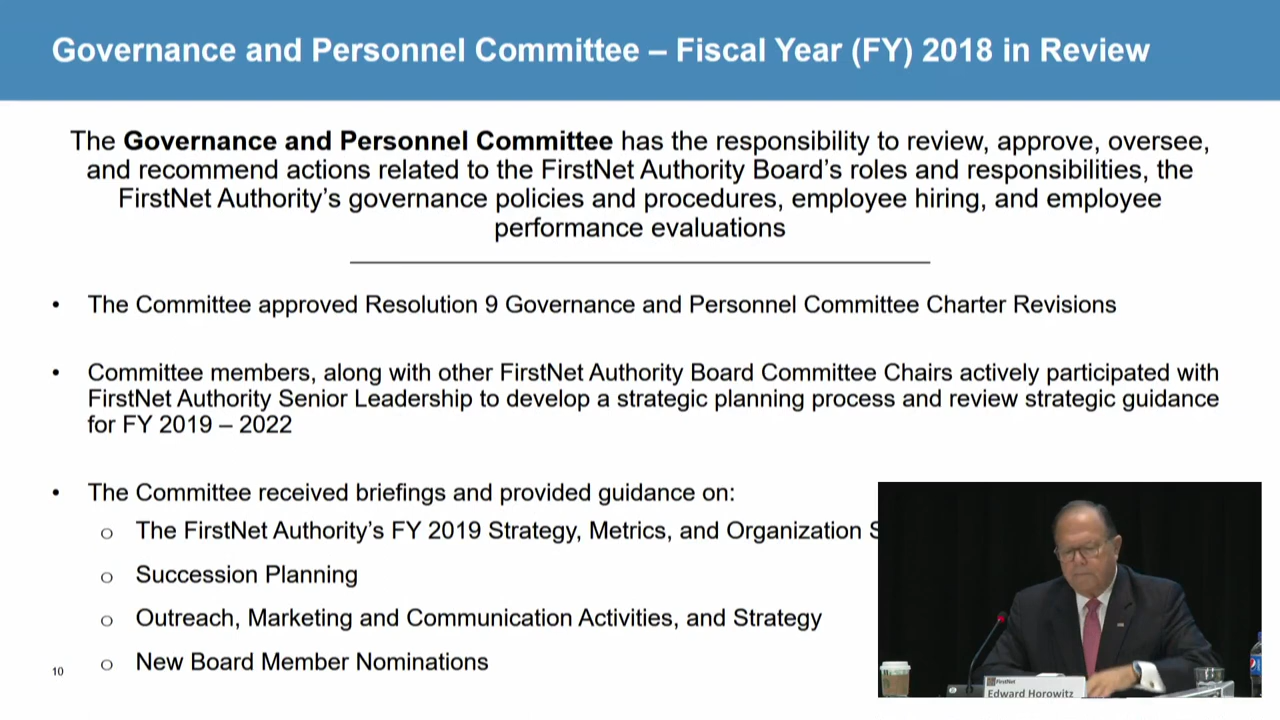 Governance and Personnel Committee – Fiscal Year (FY) 2018 in Review
The Governance and Personnel Committee has the responsibility to review, approve, oversee,
and recommend actions related to the FirstNet Authority Board's roles and responsibilities, the
FirstNet Authority's governance policies and procedures, employee hiring, and employee
performance evaluations
• The Committee approved Resolution 9 Governance and Personnel Committee Charter Revisions
• Committee members, along with other FirstNet Authority Board Committee Chairs actively participated with
FirstNet Authority Senior Leadership to develop a strategic planning process and review strategic guidance
for FY 2019 – 2022
• The Committee received briefings and provided guidance on:
o The FirstNet Authority's FY 2019 Strategy, Metrics, and Organization
o Succession Planning
o Outreach, Marketing and Communication Activities, and Strategy
o New Board Member Nominations
10
FirstNet
Edward Horowitz